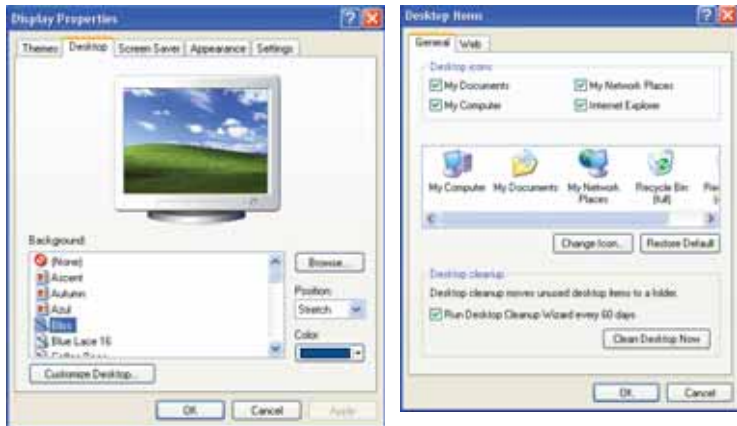 Display Properties
Themes Desktop Screen Saver Appearance Settings
Background:
(None)
Ascent
Autumn
Azul
Bliss
Blue Lace 16
Browse...
Position:
Stretch
Color:
Customize Desktop...
OK Cancel Apply
Desktop Items
General Web
Desktop icons
My Documents My Network Places
My Computer Internet Explorer
My Computer My Documents My Network Recycle Bin
Places (full)
Change Icon... Restore Default
Desktop cleanup
Desktop cleanup moves unused desktop items to a folder.
Run Desktop Cleanup Wizard every 60 days
Clean Desktop Now
OK Cancel